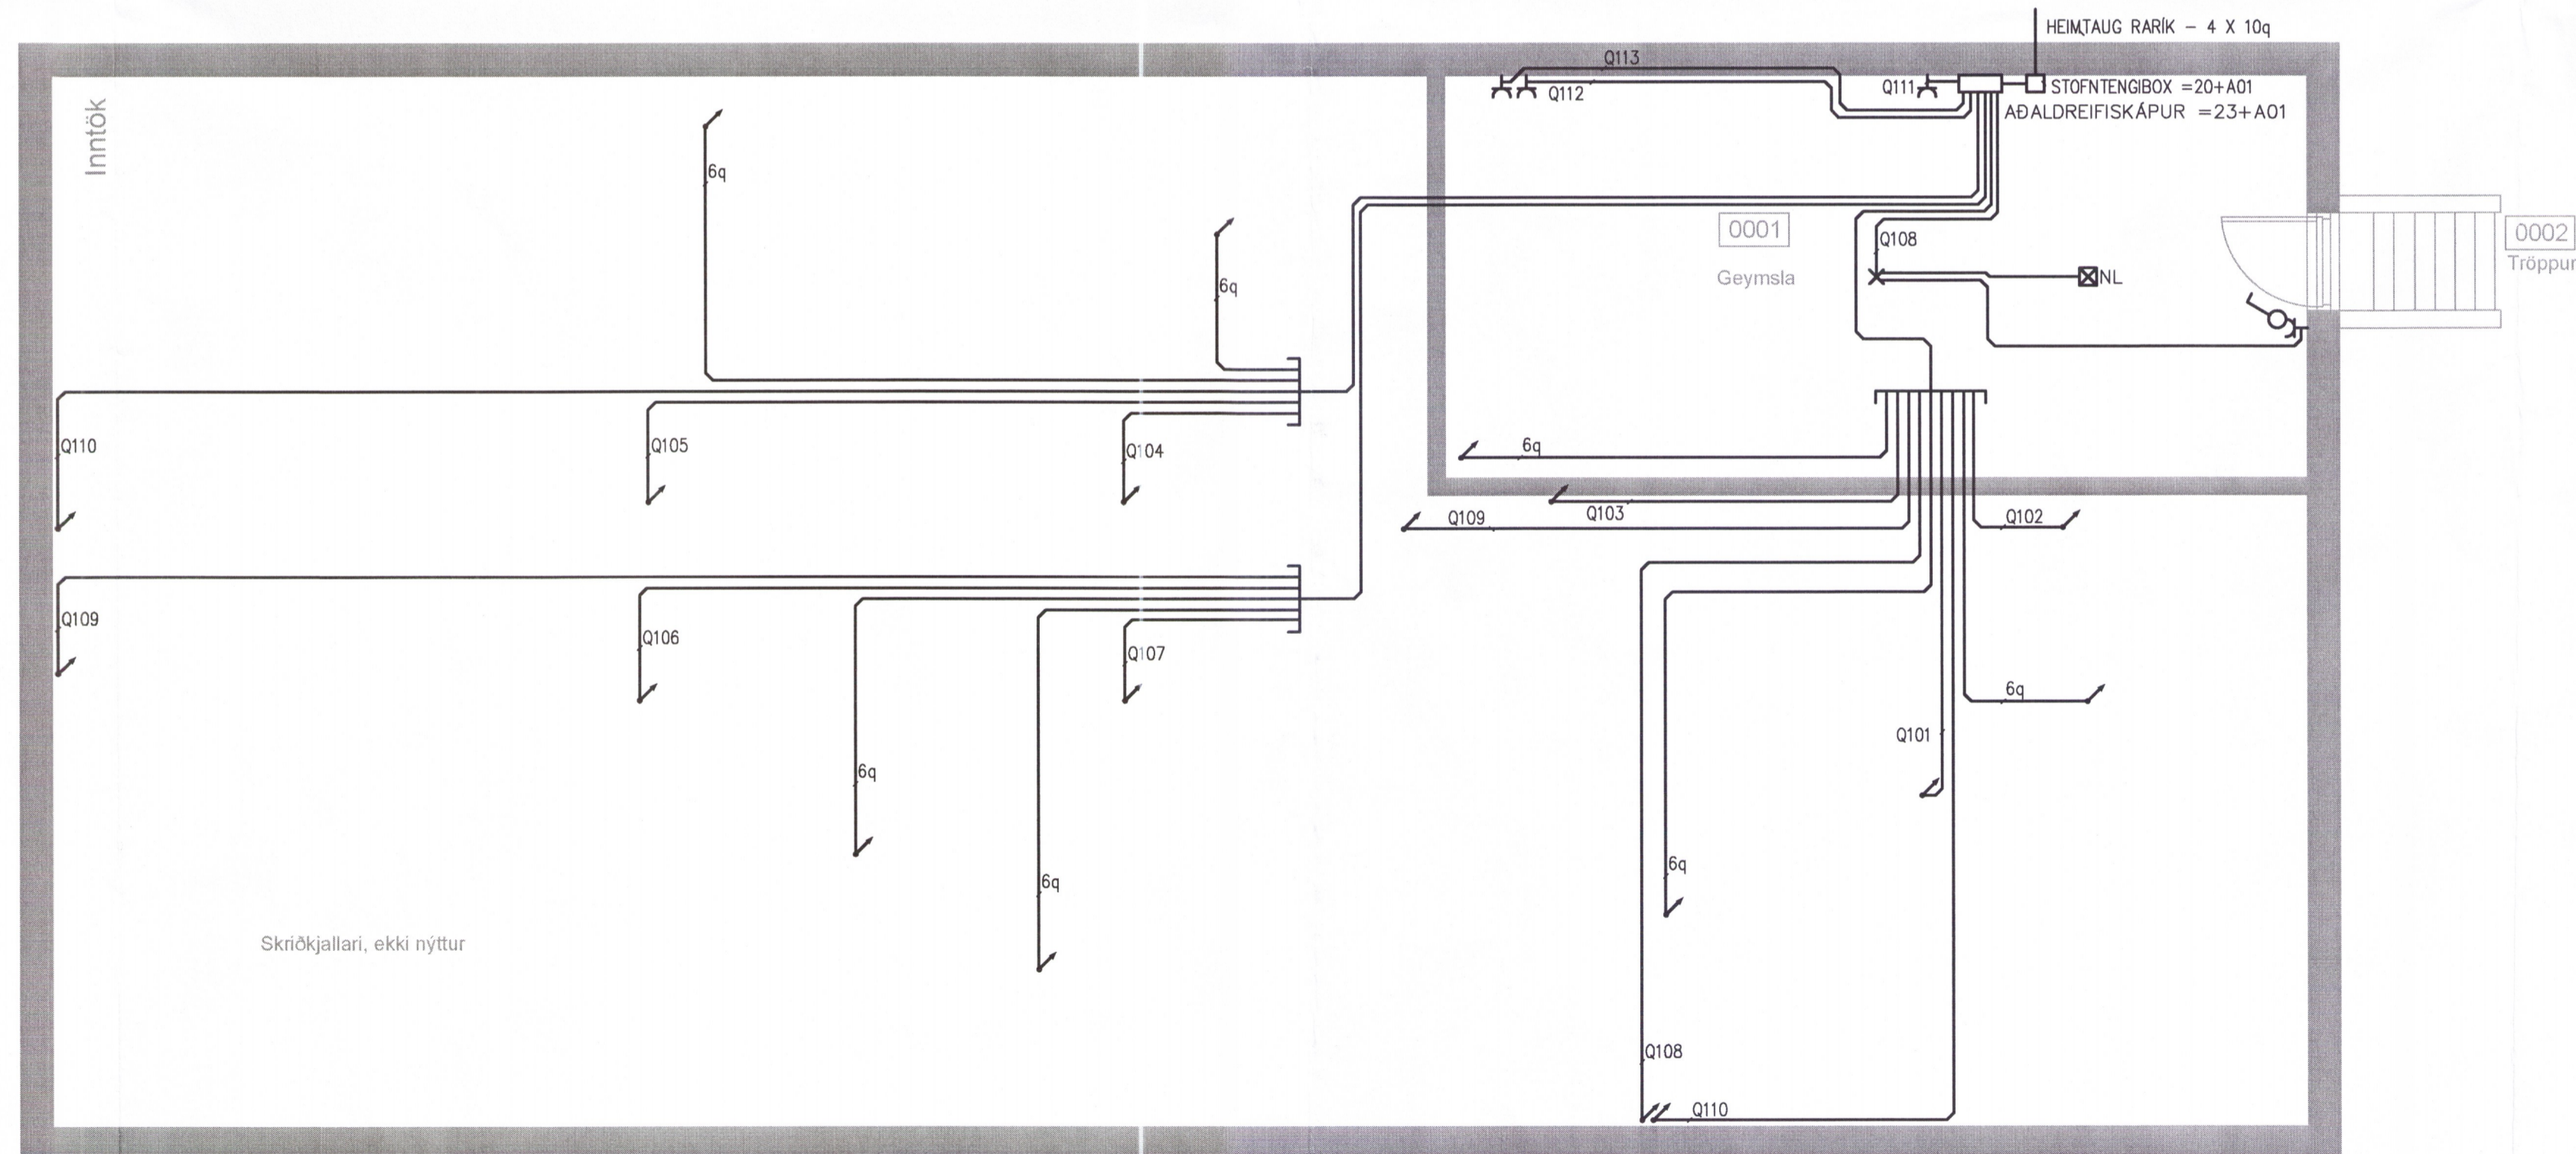 HEIMTAUG RARÍK – 4 X 10q
Q113
Q112
Q111
STOFNTENGIBOX =20+A01
AÐALDREIFISKÁPUR =23+A01
Inntök
6q
6q
0001
Geymsla
Q108
NL
0002
Tröppur
Q110
Q105
Q104
6q
Q103
Q109
Q102
Q109
Q106
Q107
6q
Q101
6q
6q
6q
Skriðkjallari, ekki nýttur
Q108
Q110